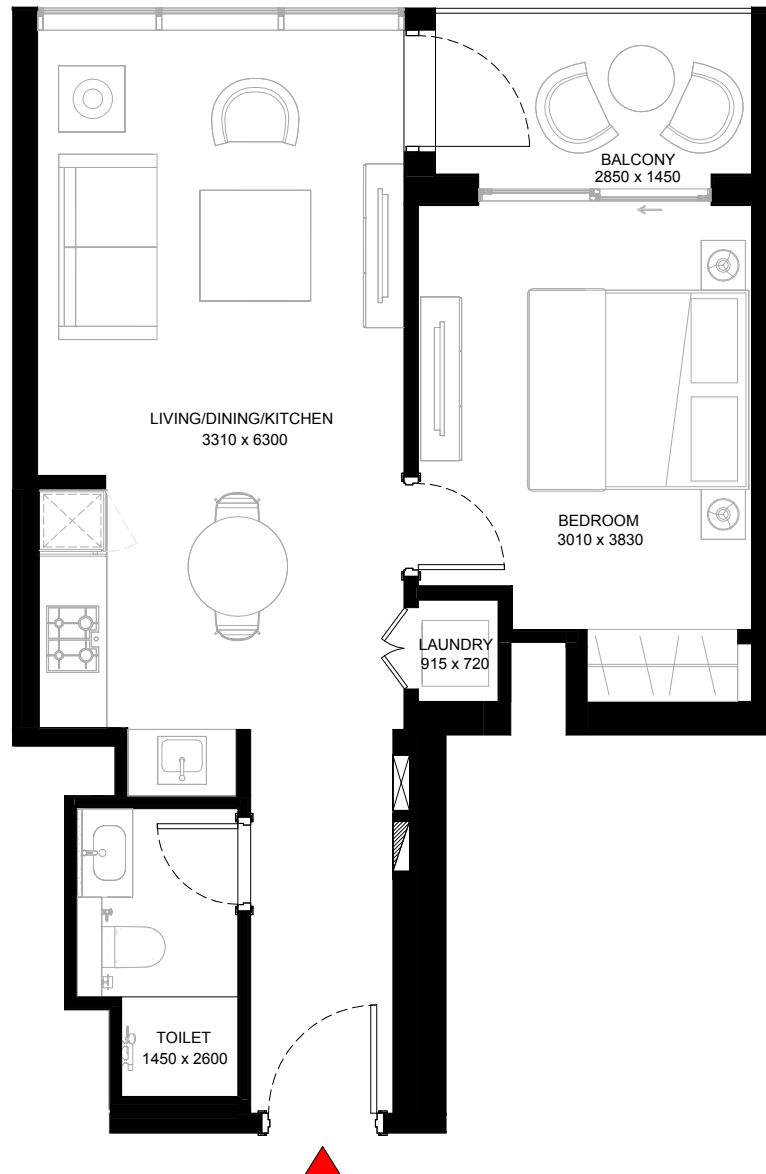 BALCONY
2850 x 1450
LIVING/DINING/KITCHEN
3310 x 6300
BEDROOM
3010 x 3830
LAUNDRY
915 x 720
TOILET
1450 x 2600